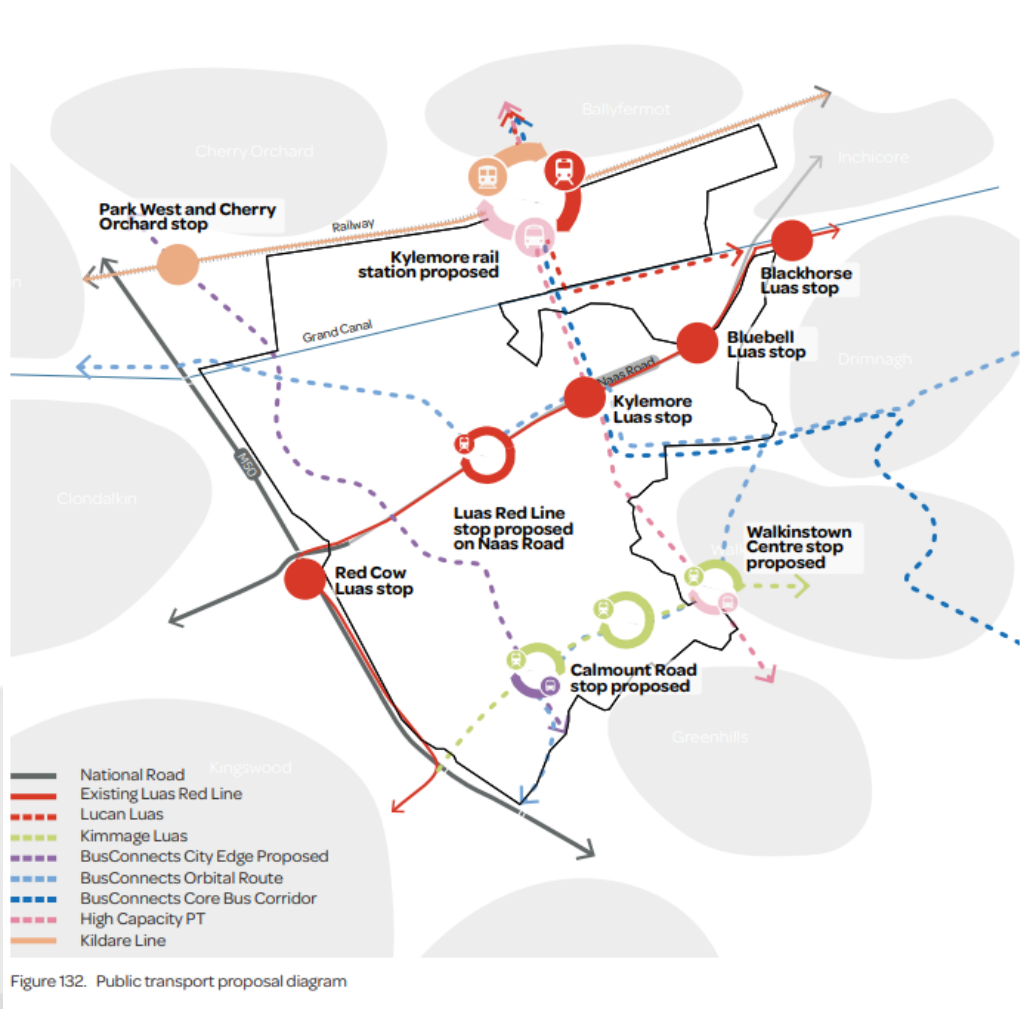 Ballyfermot
Cherry Orchard
Inchicore
Park West and Cherry
Orchard stop
Railway
Kylemore rail
station proposed
Blackhorse
Luas stop
n
Grand Canal
Bluebell
Luas stop
Drimnagh
Naas Road
Kylemore
Luas stop
M50
Clondalkin
Luas Red Line
stop proposed
on Naas Road
Walkinstown
Centre stop
proposed
Wal
Red Cow
Luas stop
Calmount Road
stop proposed
Greenhills
Kingswood
National Road
Existing Luas Red Line
Lucan Luas
Kimmage Luas
BusConnects City Edge Proposed
BusConnects Orbital Route
BusConnects Core Bus Corridor
High Capacity PT
Kildare Line
Figure 132. Public transport proposal diagram